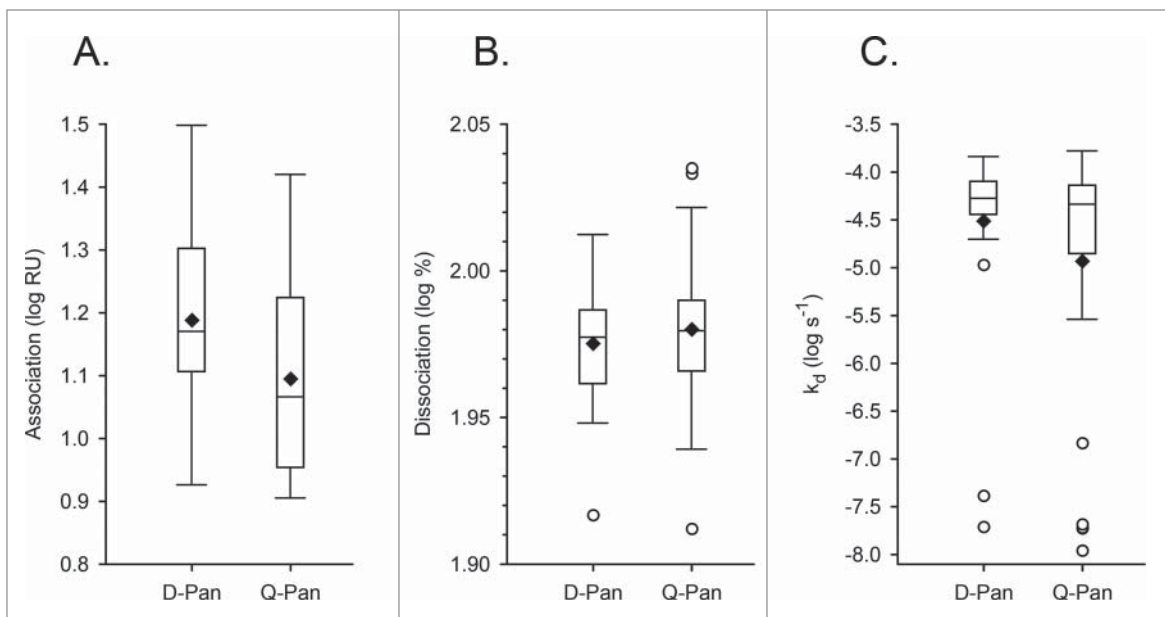 A.
Association (log RU)
1.5
1.4
1.3
1.2
1.1
1.0
0.9
0.8
D-Pan Q-Pan
B.
Dissociation (log %)
2.05
2.00
1.95
1.90
D-Pan Q-Pan
C.
k_d (log s⁻¹)
-3.5
-4.0
-4.5
-5.0
-5.5
-6.0
-6.5
-7.0
-7.5
-8.0
D-Pan Q-Pan